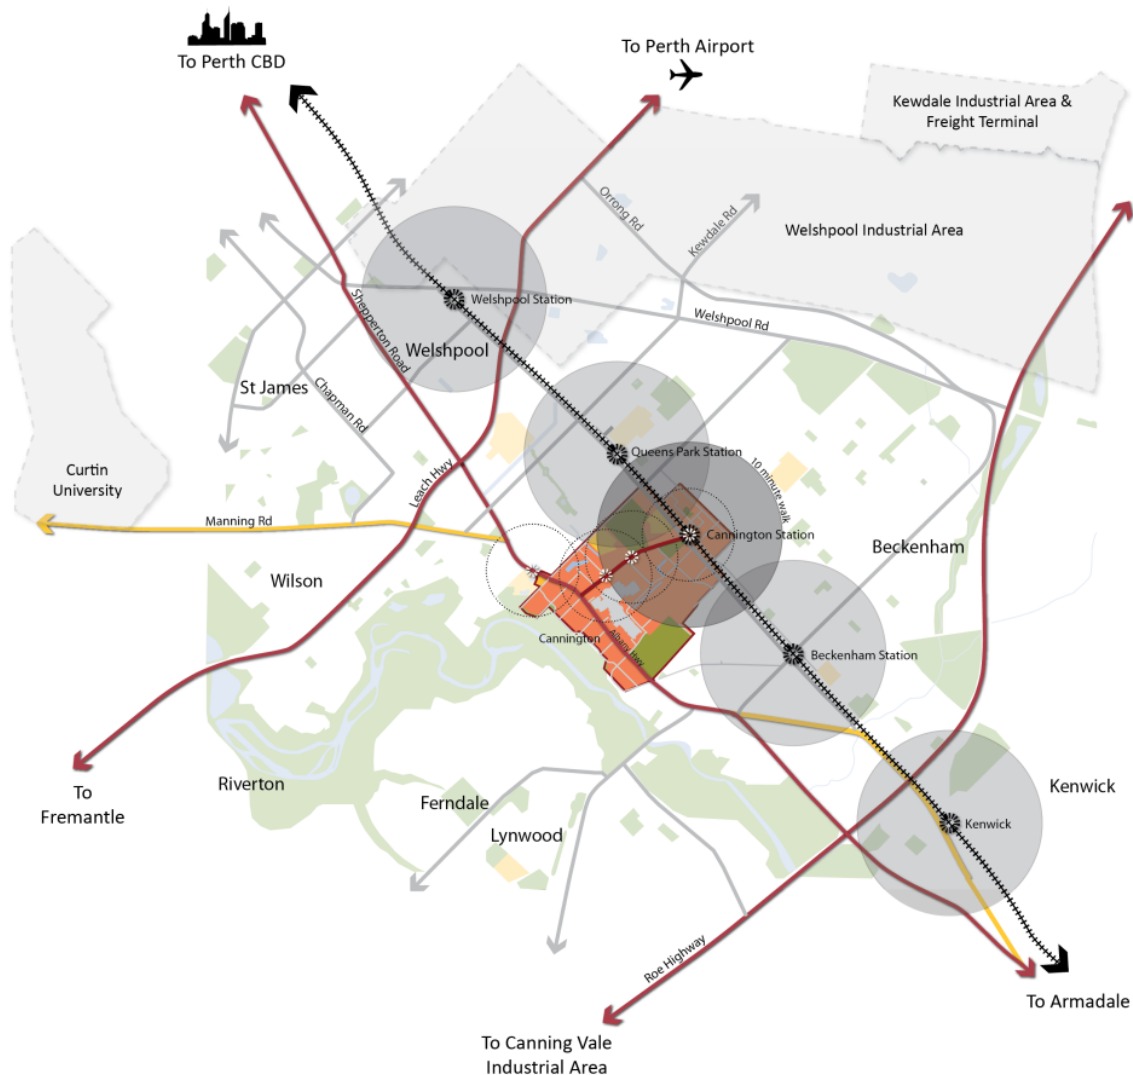 To Perth CBD
To Perth Airport
Kewdale Industrial Area &
Freight Terminal
Orrong Rd
Kewdale Rd
Welshpool Industrial Area
Welshpool Station
Shepperton Road
Welshpool Rd
Welshpool
St James
Chapman Rd
Queens Park Station
10 minute walk
Curtin
University
Leach Hwy
Manning Rd
Cannington Station
Beckenham
Wilson
Cannington
Albany Hwy
Beckenham Station
Riverton
To
Fremantle
Ferndale
Lynwood
Kenwick
Kenwick
Roe Highway
To Armadale
To Canning Vale
Industrial Area